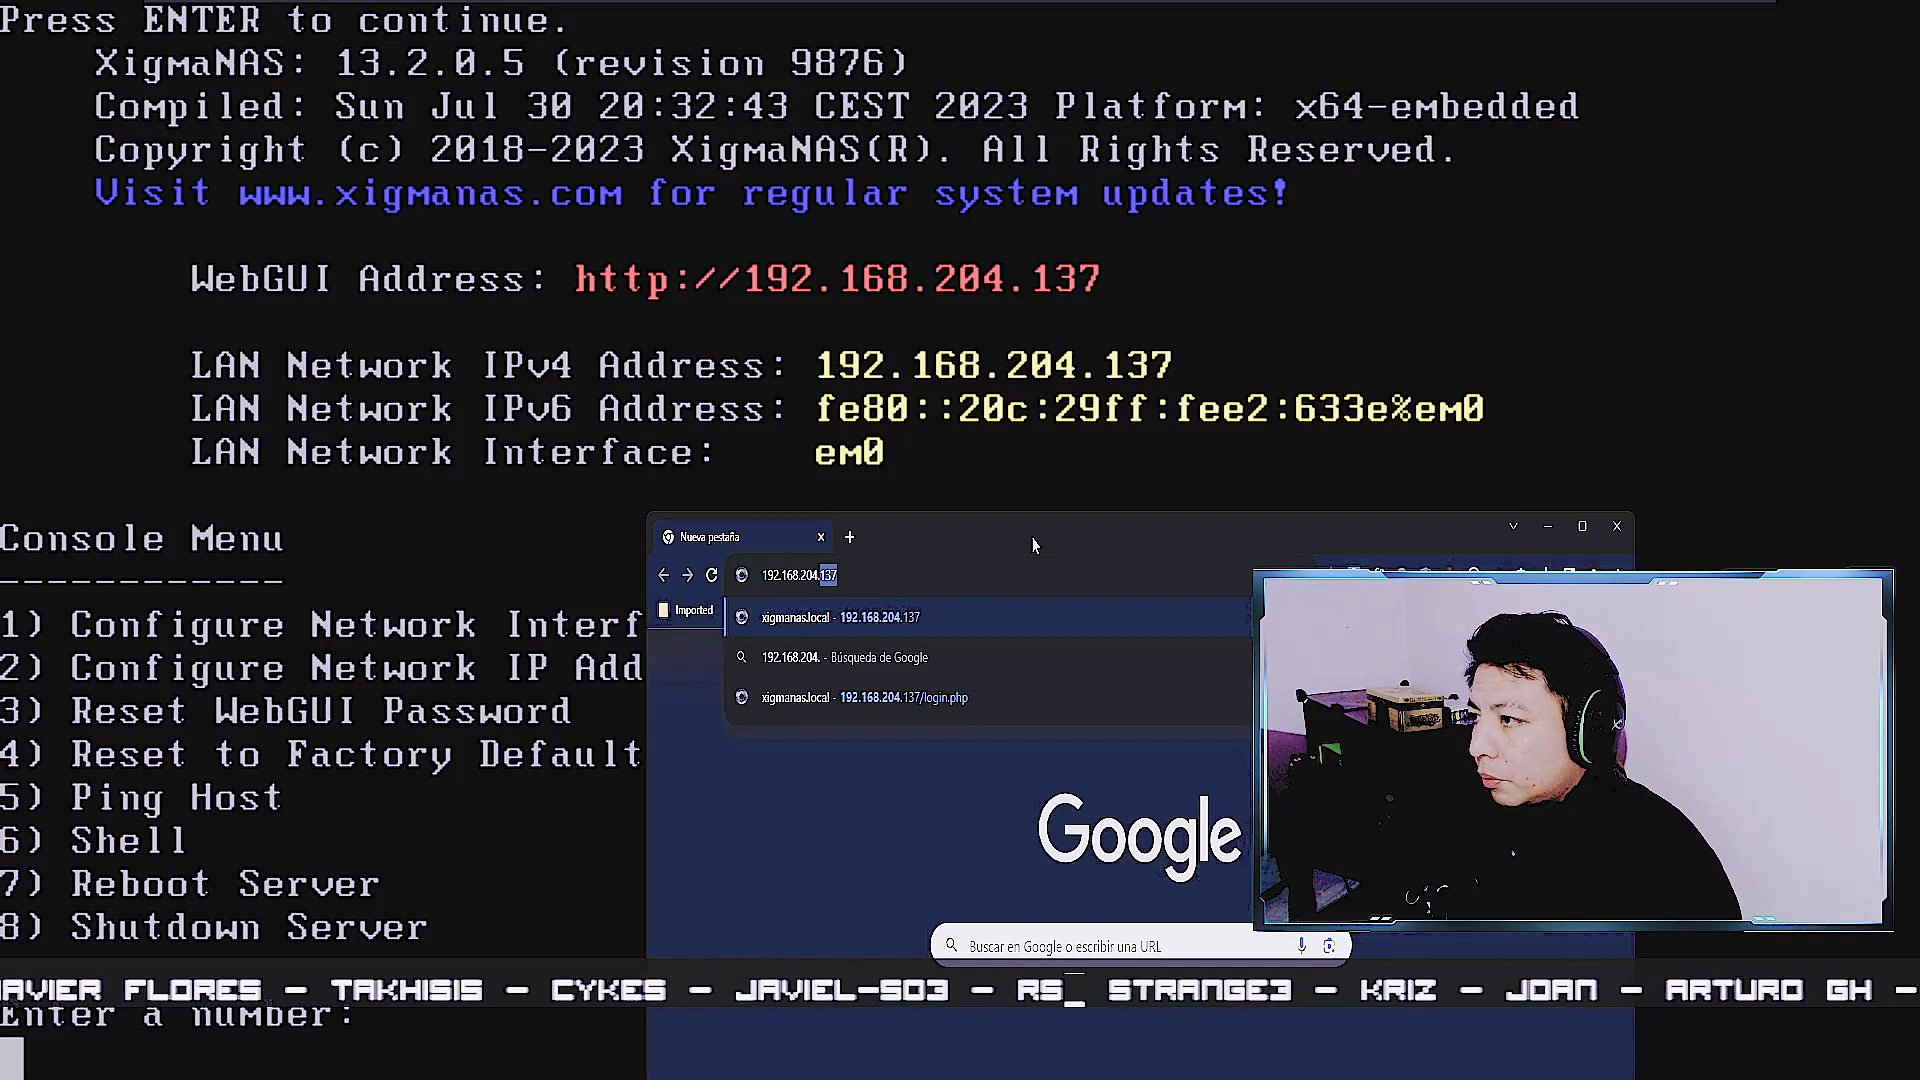 Press ENTER to continue.
XigmaNAS: 13.2.0.5 (revision 9876)
Compiled: Sun Jul 30 20:32:43 CEST 2023 Platform: x64-embedded
Copyright (c) 2018-2023 XigmaNAS(R). All Rights Reserved.
Visit www.xigmanas.com for regular system updates!
WebGUI Address: http://192.168.204.137
LAN Network IPv4 Address: 192.168.204.137
LAN Network IPv6 Address: fe80::20c:29ff:fee2:633e%em0
LAN Network Interface: em0
Console Menu
------------
1) Configure Network Interf
2) Configure Network IP Add
3) Reset WebGUI Password
4) Reset to Factory Default
5) Ping Host
6) Shell
7) Reboot Server
8) Shutdown Server
Nueva pestaña
192.168.204.137
Imported
xigmanas.local - 192.168.204.137
192.168.204. - Búsqueda de Google
xigmanas.local - 192.168.204.137/login.php
Google
Buscar en Google o escribir una URL
AVIER FLORES - TAKHISIS - CYKES - JAVIEL-S03 - RS_ STRANGE3 - KRIZ - JOAN - ARTURO GH -
Enter a number: